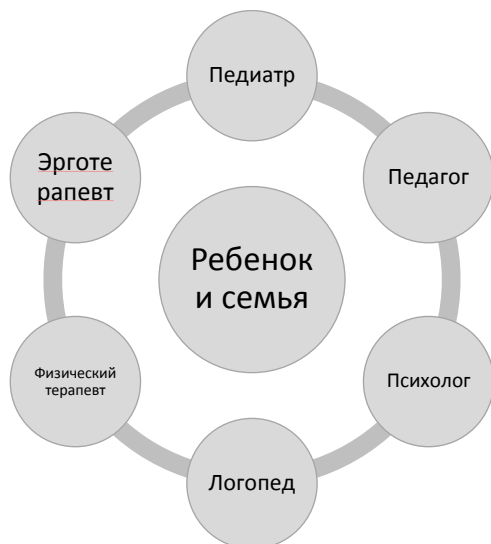 Педиатр
Педагог
Психолог
Логопед
Физический
терапевт
Эрготе
рапевт
Ребенок
и семья